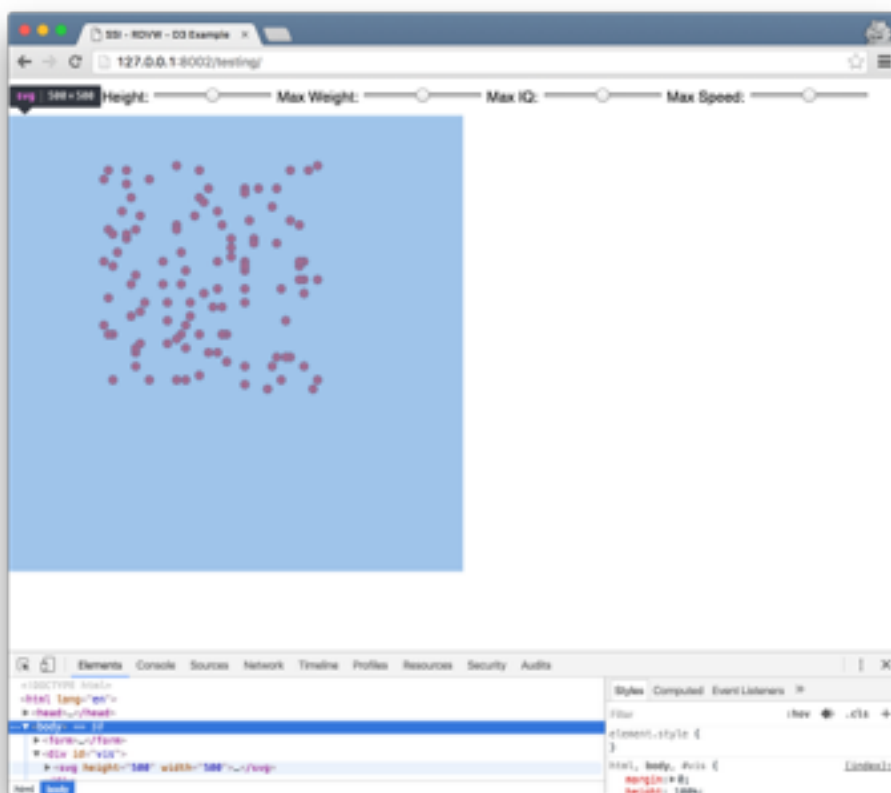 SSI - RDVW - D3 Example ×
127.0.0.1:8002/testing/
svg | 500×500 Height: Max Weight: Max IQ: Max Speed:
Elements Console Sources Network Timeline Profiles Resources Security Audits
<!DOCTYPE html>
<html lang="en">
<head>…</head>
<body> == $0
<form>…</form>
<div id="vis">
<svg height="500" width="500">…</svg>
html body
Styles Computed Event Listeners »
Filter :hov .cls +
element.style {
}
html, body, #vis {
margin: 0;
height: 100%;